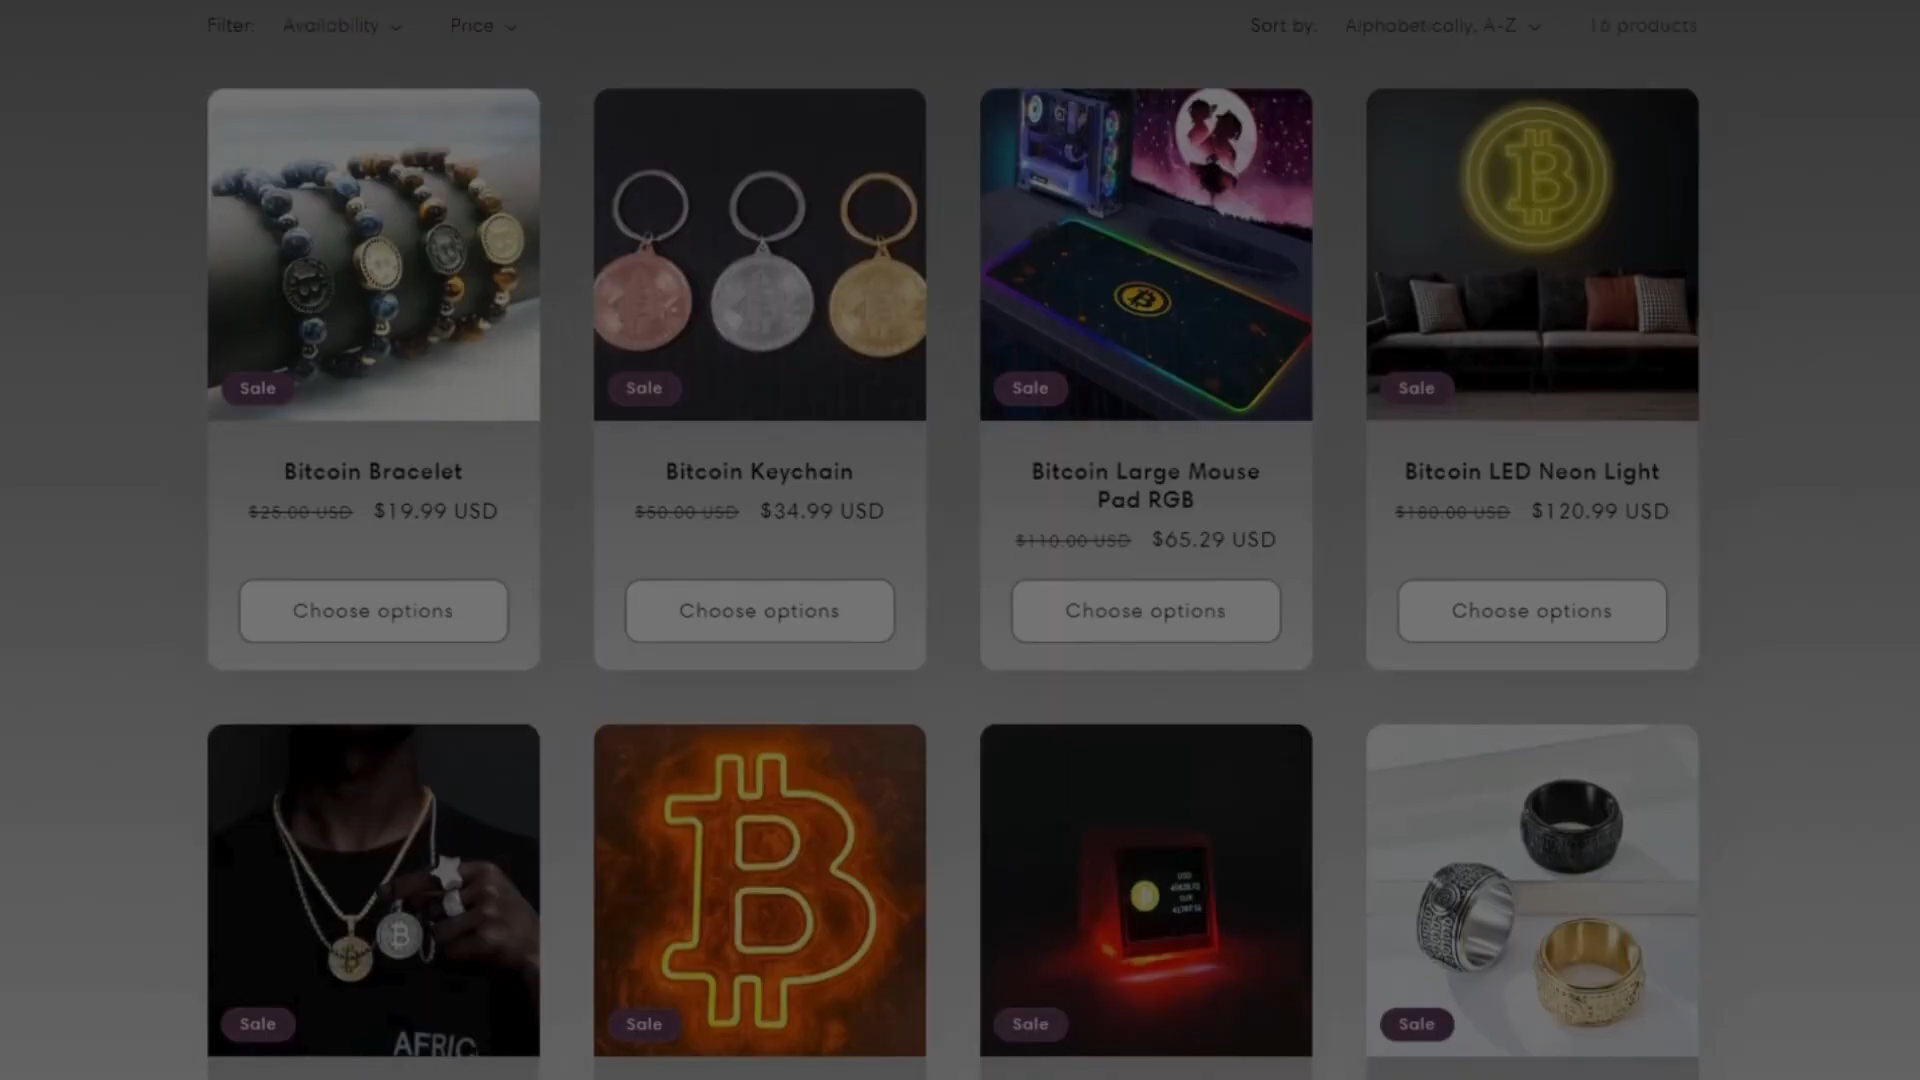 Filter: Availability Price Sort by: Alphabetically, A-Z 16 products
Sale Sale Sale Sale
Bitcoin Bracelet
$25.00 USD $19.99 USD
Choose options
Bitcoin Keychain
$50.00 USD $34.99 USD
Choose options
Bitcoin Large Mouse
Pad RGB
$110.00 USD $65.29 USD
Choose options
Bitcoin LED Neon Light
$180.00 USD $120.99 USD
Choose options
USD
EUR
AFRIC
Sale Sale Sale Sale